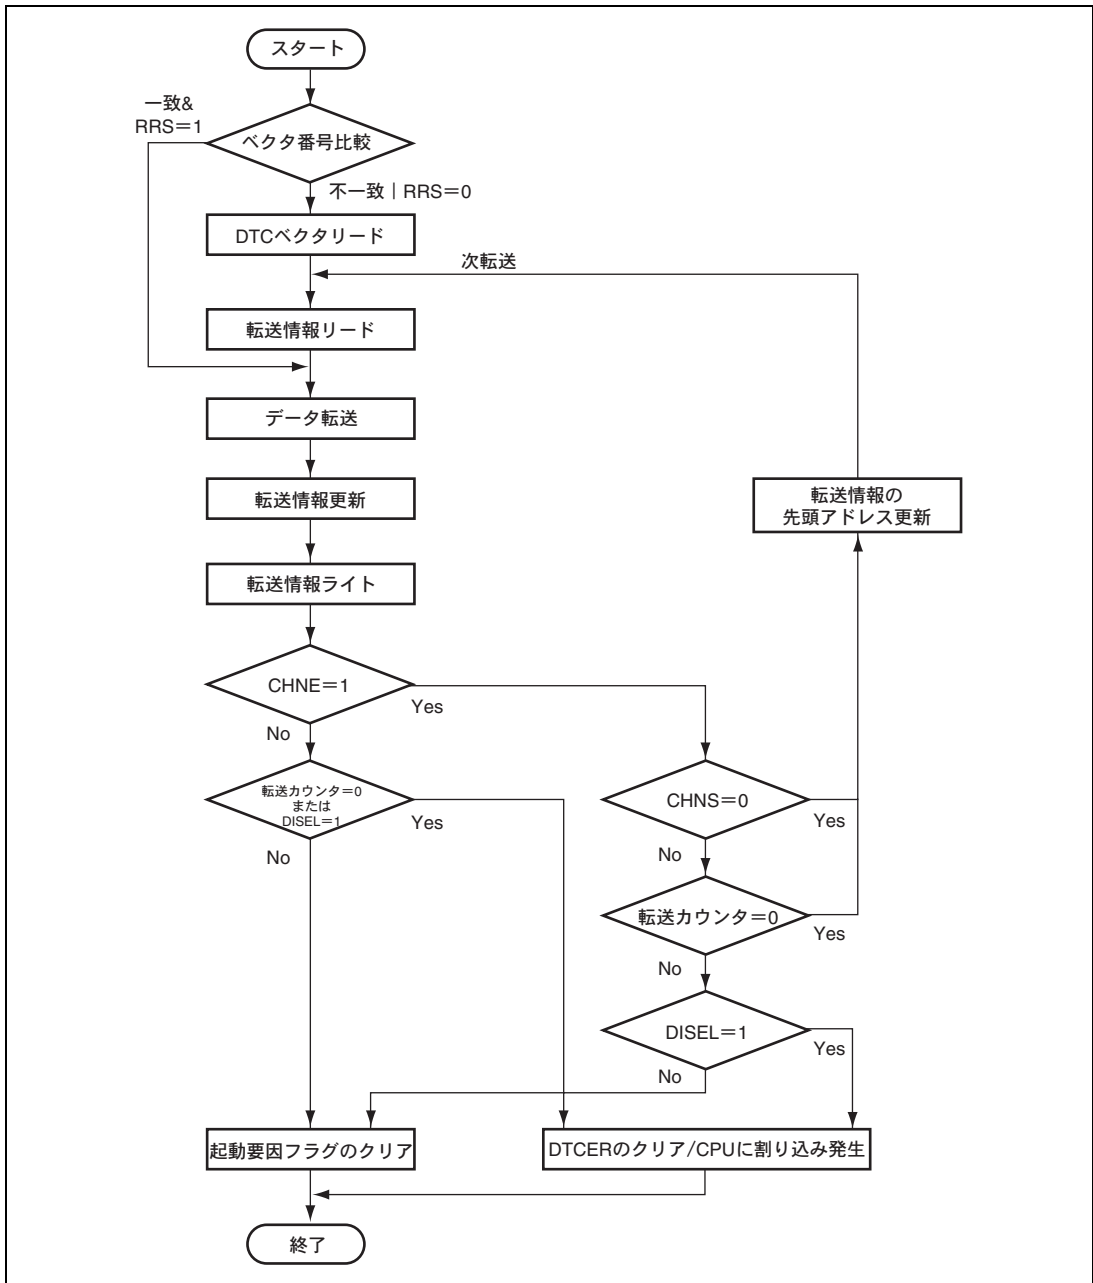 スタート
一致&
RRS=1
ベクタ番号比較
不一致 | RRS=0
DTCベクタリード
次転送
転送情報リード
データ転送
転送情報更新
転送情報の
先頭アドレス更新
転送情報ライト
CHNE=1
Yes
No
転送カウンタ=0
または
DISEL=1
Yes
No
CHNS=0
Yes
No
転送カウンタ=0
Yes
No
DISEL=1
Yes
No
起動要因フラグのクリア
DTCERのクリア/CPUに割り込み発生
終了